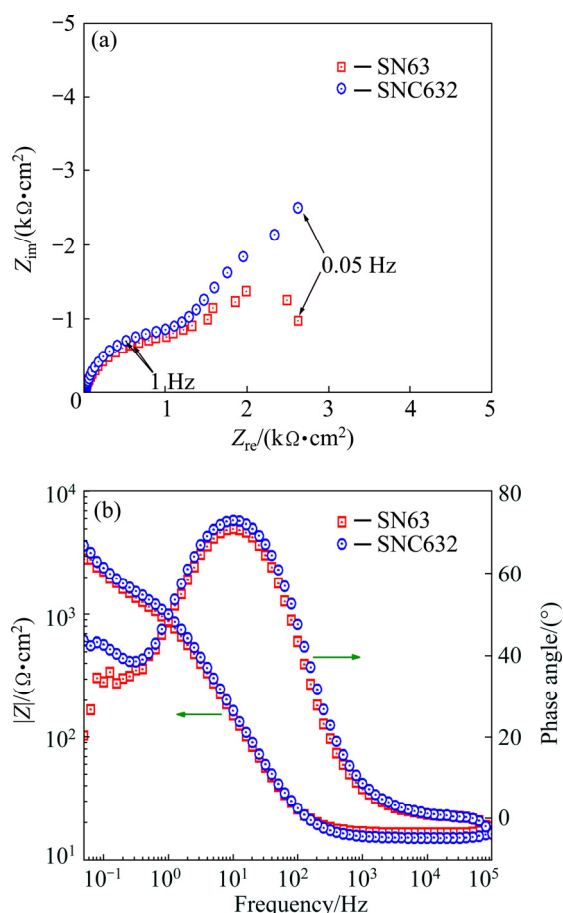 (a)
— SN63
— SNC632
-5
-4
-3
-2
-1
0
Z_im/(kΩ•cm²)
0.05 Hz
1 Hz
1 2 3 4 5
Z_re/(kΩ•cm²)
(b)
— SN63
— SNC632
10⁴
10³
10²
10¹
|Z|/(Ω•cm²)
80
60
40
20
0
Phase angle/(°)
10⁻¹ 10⁰ 10¹ 10² 10³ 10⁴ 10⁵
Frequency/Hz